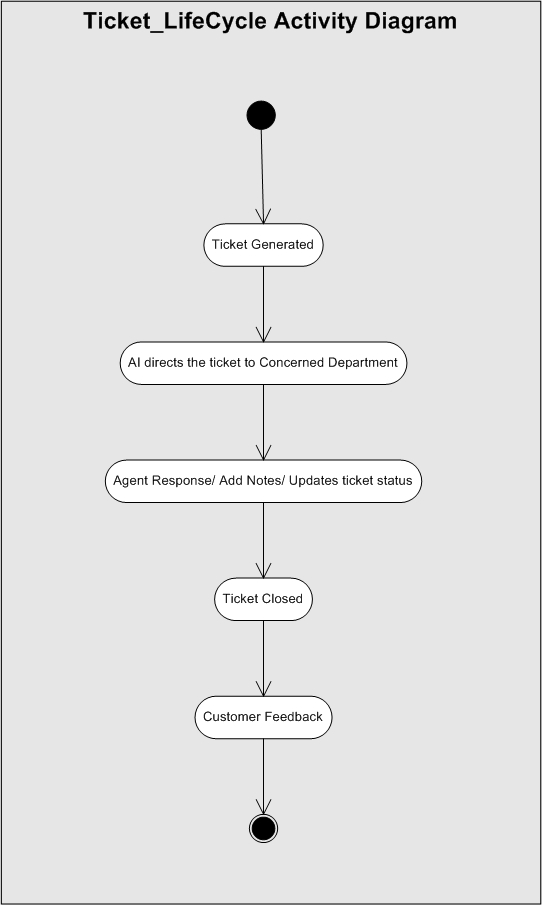 Ticket_LifeCycle Activity Diagram
Ticket Generated
AI directs the ticket to Concerned Department
Agent Response/ Add Notes/ Updates ticket status
Ticket Closed
Customer Feedback